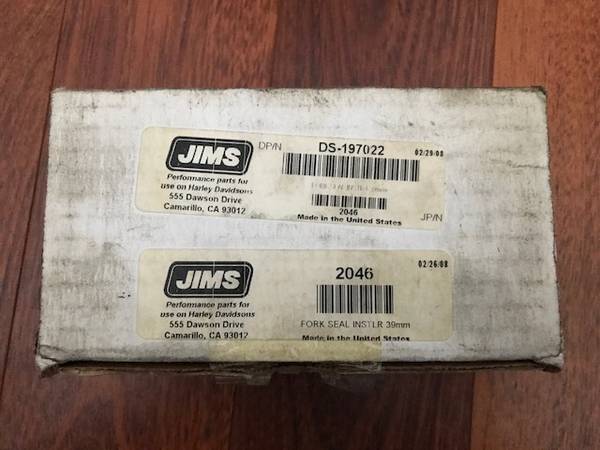 JIMS
Performance parts for
use on Harley Davidsons
555 Dawson Drive
Camarillo, CA 93012
DP/N
DS-197022
02/29/08
2046
Made in the United States
JP/N
JIMS
Performance parts for
use on Harley Davidsons
555 Dawson Drive
Camarillo, CA 93012
2046
02/26/08
FORK SEAL INSTLR 39mm
Made in the United States